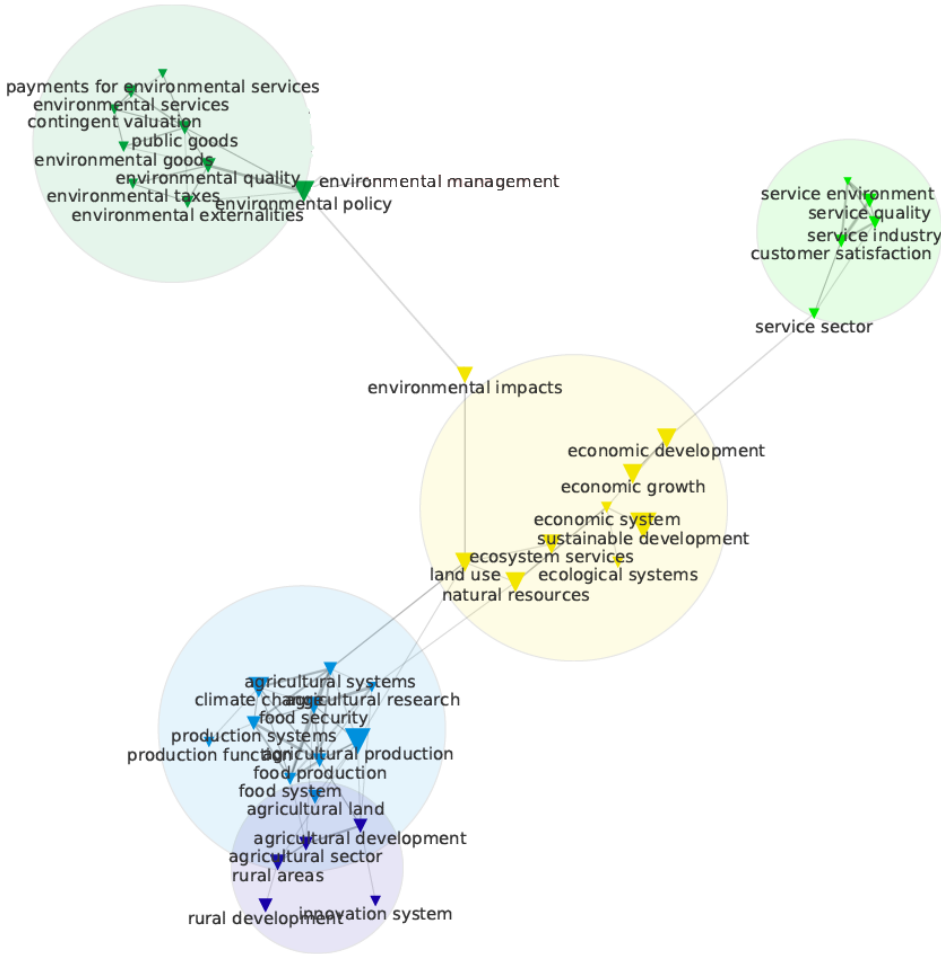 payments for environmental services
environmental services
contingent valuation
public goods
environmental goods
environmental quality
environmental management
environmental taxes
environmental policy
environmental externalities
service environment
service quality
service industry
customer satisfaction
service sector
environmental impacts
economic development
economic growth
economic system
sustainable development
ecosystem services
land use
ecological systems
natural resources
agricultural systems
climate change
agricultural research
food security
production systems
production function
agricultural production
food production
food system
agricultural land
agricultural development
agricultural sector
rural areas
rural development
innovation system